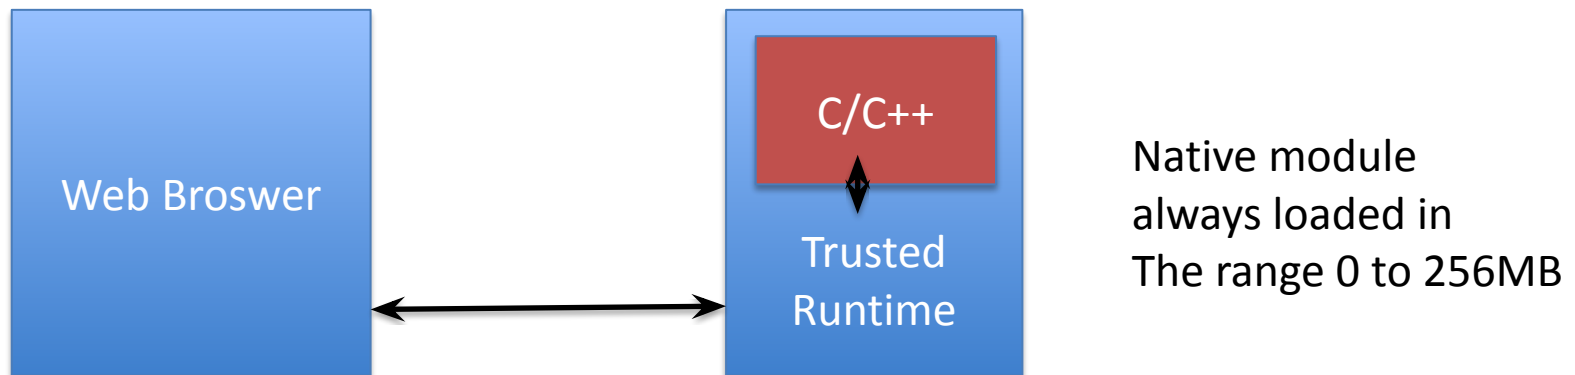 Web Broswer
C/C++
Trusted
Runtime
Native module
always loaded in
The range 0 to 256MB